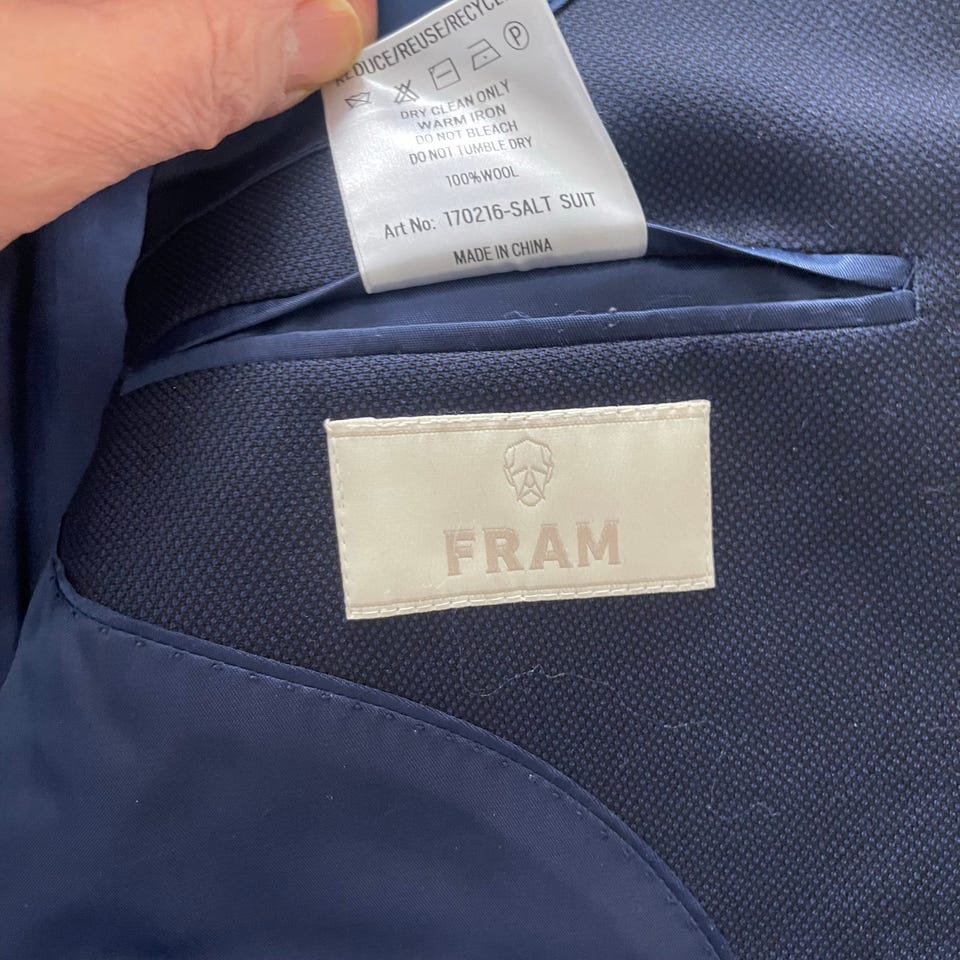 REDUCE/REUSE/RECYCLE
P
DRY CLEAN ONLY
WARM IRON
DO NOT BLEACH
DO NOT TUMBLE DRY
100%WOOL
Art No: 170216-SALT SUIT
MADE IN CHINA
FRAM